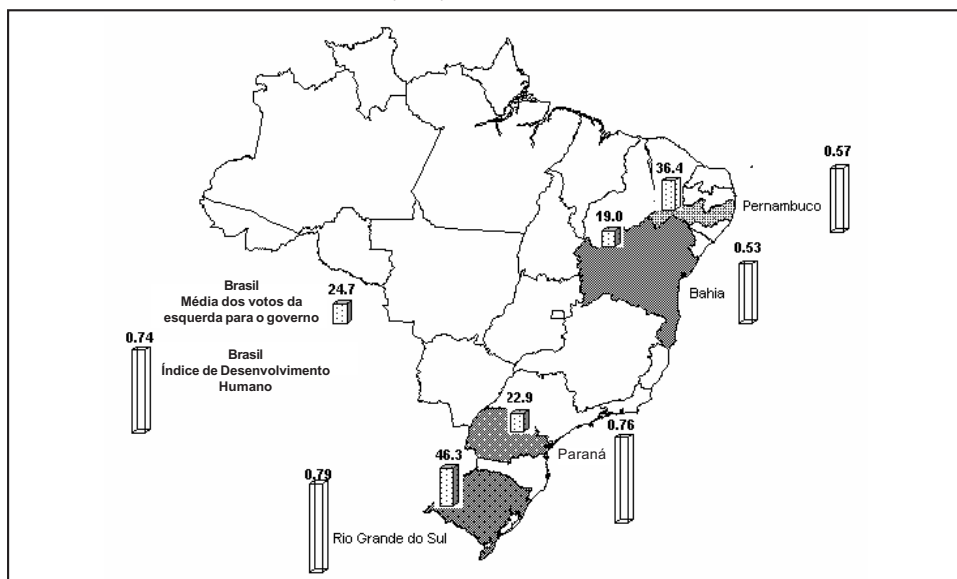 0.57
36.4
Pernambuco
19.0
0.53
Bahia
Brasil
Média dos votos da
esquerda para o governo
24.7
0.74
Brasil
Índice de Desenvolvimento
Humano
22.9
0.76
Paraná
46.3
0.79
Rio Grande do Sul